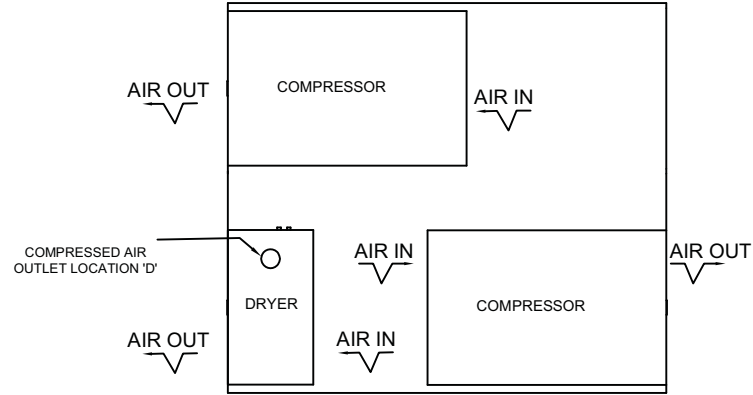 COMPRESSOR
AIR OUT
AIR IN
COMPRESSED AIR
OUTLET LOCATION 'D'
AIR IN
AIR OUT
DRYER
COMPRESSOR
AIR OUT
AIR IN